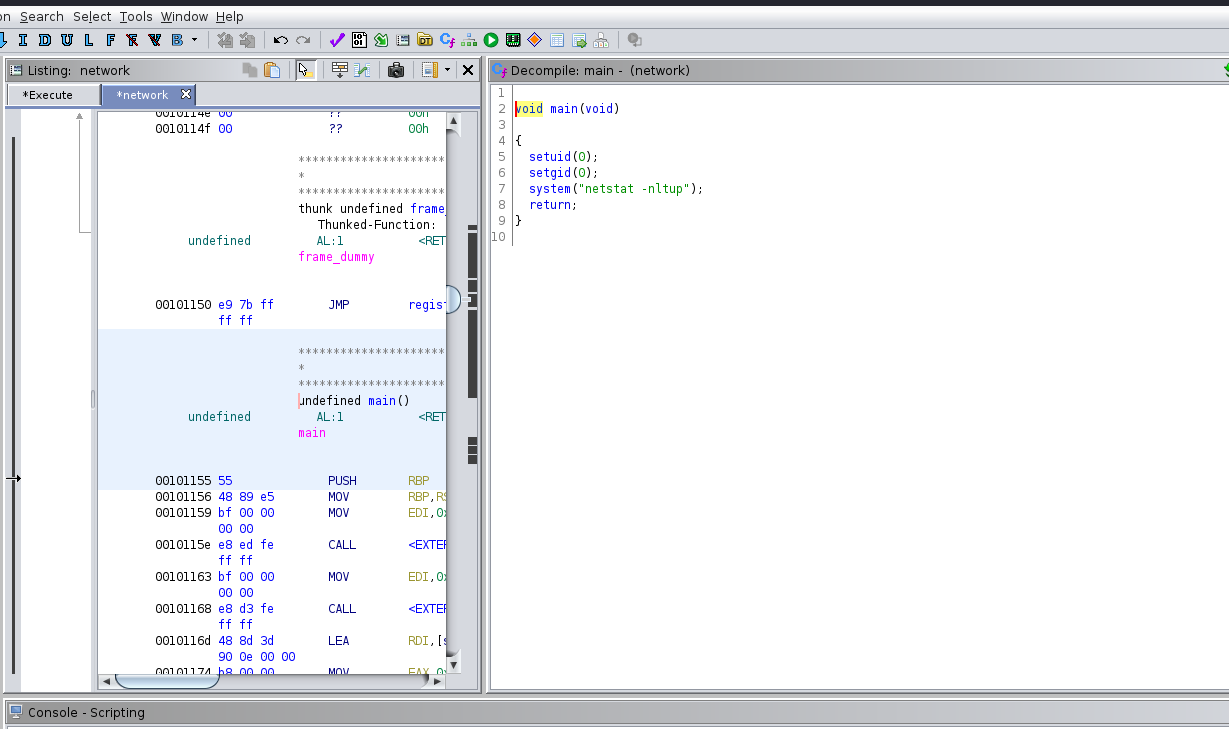 on Search Select Tools Window Help
I D U L F B
Listing: network
*Execute *network
0010114e 00 ?? 00h
0010114f 00 ?? 00h
**********************
*
**********************
thunk undefined frame_
Thunked-Function:
undefined AL:1 <RET
frame_dummy
00101150 e9 7b ff JMP regis
ff ff
**********************
*
**********************
undefined main()
undefined AL:1 <RET
main
00101155 55 PUSH RBP
00101156 48 89 e5 MOV RBP,RS
00101159 bf 00 00 MOV EDI,0x
00 00
0010115e e8 ed fe CALL <EXTER
ff ff
00101163 bf 00 00 MOV EDI,0x
00 00
00101168 e8 d3 fe CALL <EXTER
ff ff
0010116d 48 8d 3d LEA RDI,[s
90 0e 00 00
00101174 b8 00 00 MOV EAX,0x
Decompile: main - (network)
1
2 void main(void)
3
4 {
5 setuid(0);
6 setgid(0);
7 system("netstat -nltup");
8 return;
9 }
10
Console - Scripting